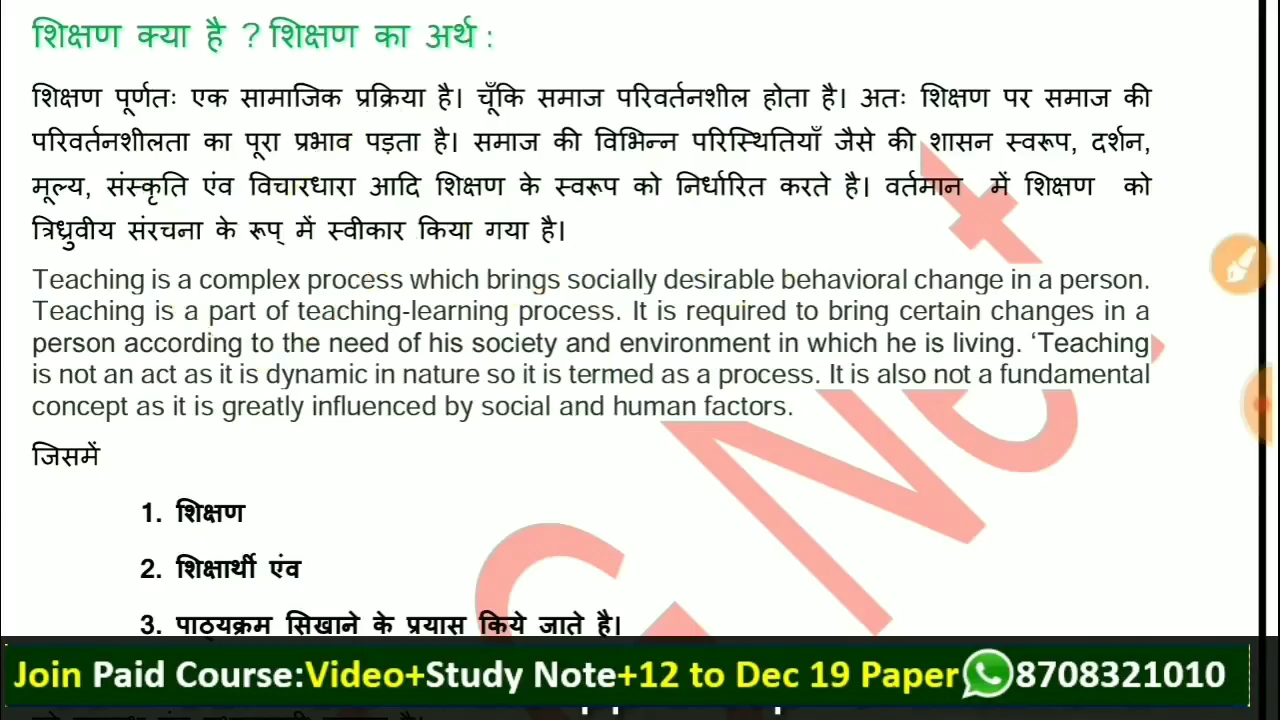 शिक्षण क्या है ? शिक्षण का अर्थ :
शिक्षण पूर्णतः एक सामाजिक प्रक्रिया है। चूँकि समाज परिवर्तनशील होता है। अतः शिक्षण पर समाज की
परिवर्तनशीलता का पूरा प्रभाव पड़ता है। समाज की विभिन्न परिस्थितियाँ जैसे की शासन स्वरूप, दर्शन,
मूल्य, संस्कृति एंव विचारधारा आदि शिक्षण के स्वरूप को निर्धारित करते है। वर्तमान में शिक्षण को
त्रिध्रुवीय संरचना के रूप् में स्वीकार किया गया है।
Teaching is a complex process which brings socially desirable behavioral change in a person.
Teaching is a part of teaching-learning process. It is required to bring certain changes in a
person according to the need of his society and environment in which he is living. ‘Teaching
is not an act as it is dynamic in nature so it is termed as a process. It is also not a fundamental
concept as it is greatly influenced by social and human factors.
जिसमें
1. शिक्षण
2. शिक्षार्थी एंव
3. पाठ्यक्रम सिखाने के प्रयास किये जाते है।
Join Paid Course:Video+Study Note+12 to Dec 19 Paper 8708321010